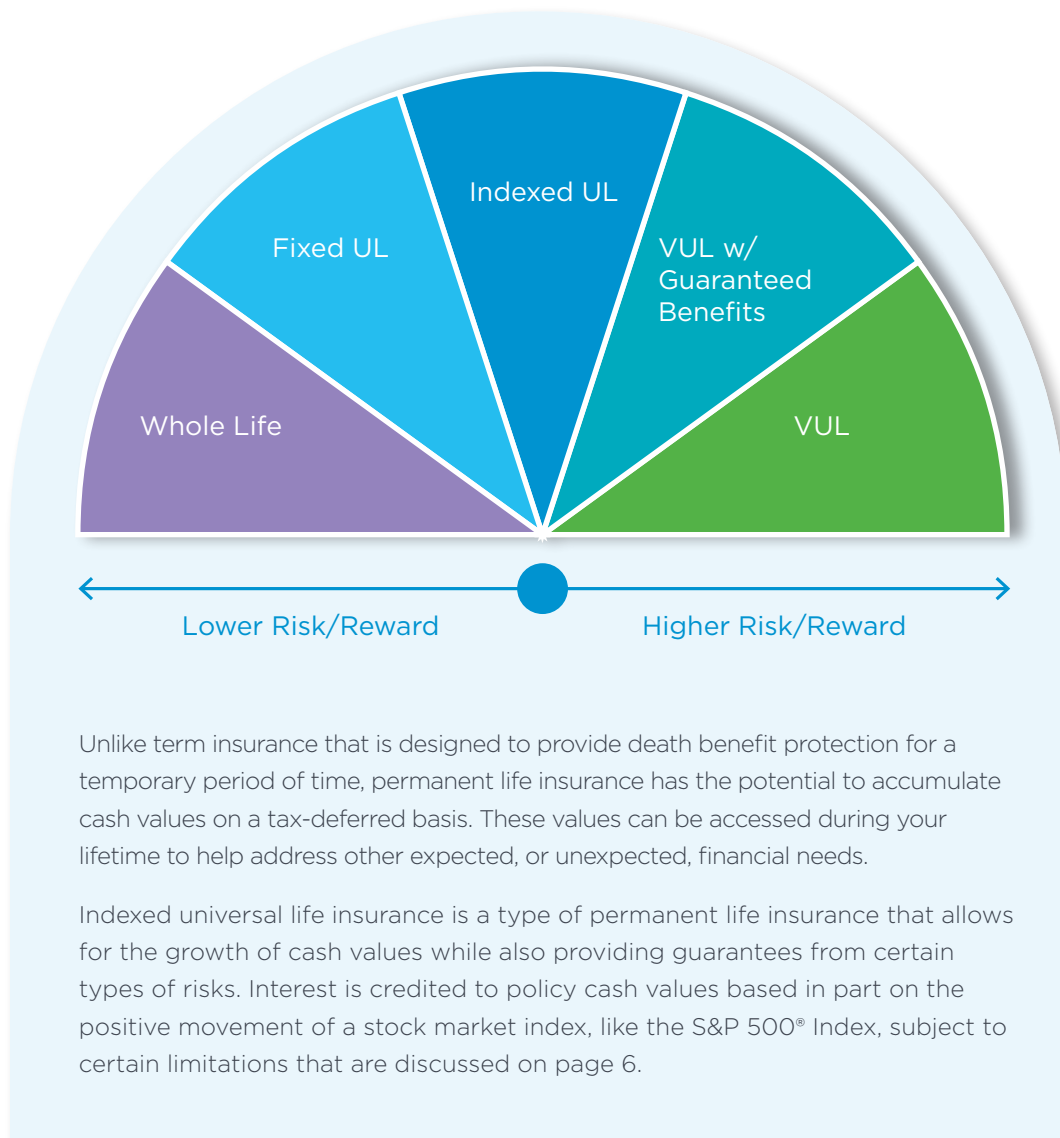 Indexed UL
Fixed UL
VUL w/
Guaranteed
Benefits
Whole Life
VUL
Lower Risk/Reward
Higher Risk/Reward
Unlike term insurance that is designed to provide death benefit protection for a
temporary period of time, permanent life insurance has the potential to accumulate
cash values on a tax-deferred basis. These values can be accessed during your
lifetime to help address other expected, or unexpected, financial needs.
Indexed universal life insurance is a type of permanent life insurance that allows
for the growth of cash values while also providing guarantees from certain
types of risks. Interest is credited to policy cash values based in part on the
positive movement of a stock market index, like the S&P 500® Index, subject to
certain limitations that are discussed on page 6.